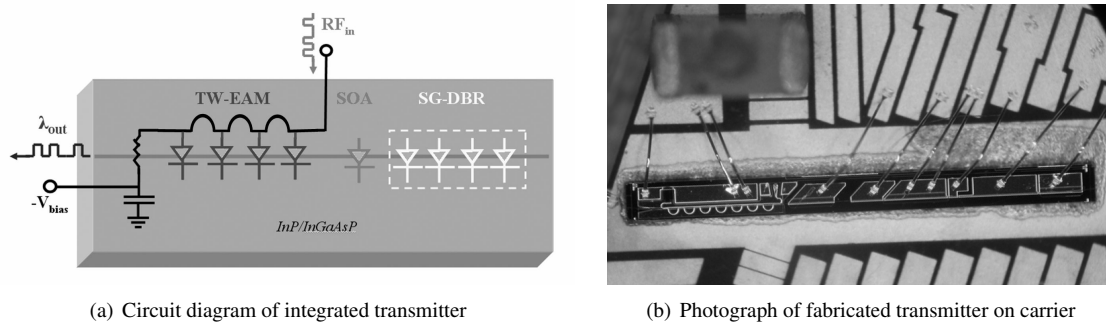 RF_in
TW-EAM
SOA
SG-DBR
λ_out
-V_bias
InP/InGaAsP
(a) Circuit diagram of integrated transmitter
(b) Photograph of fabricated transmitter on carrier